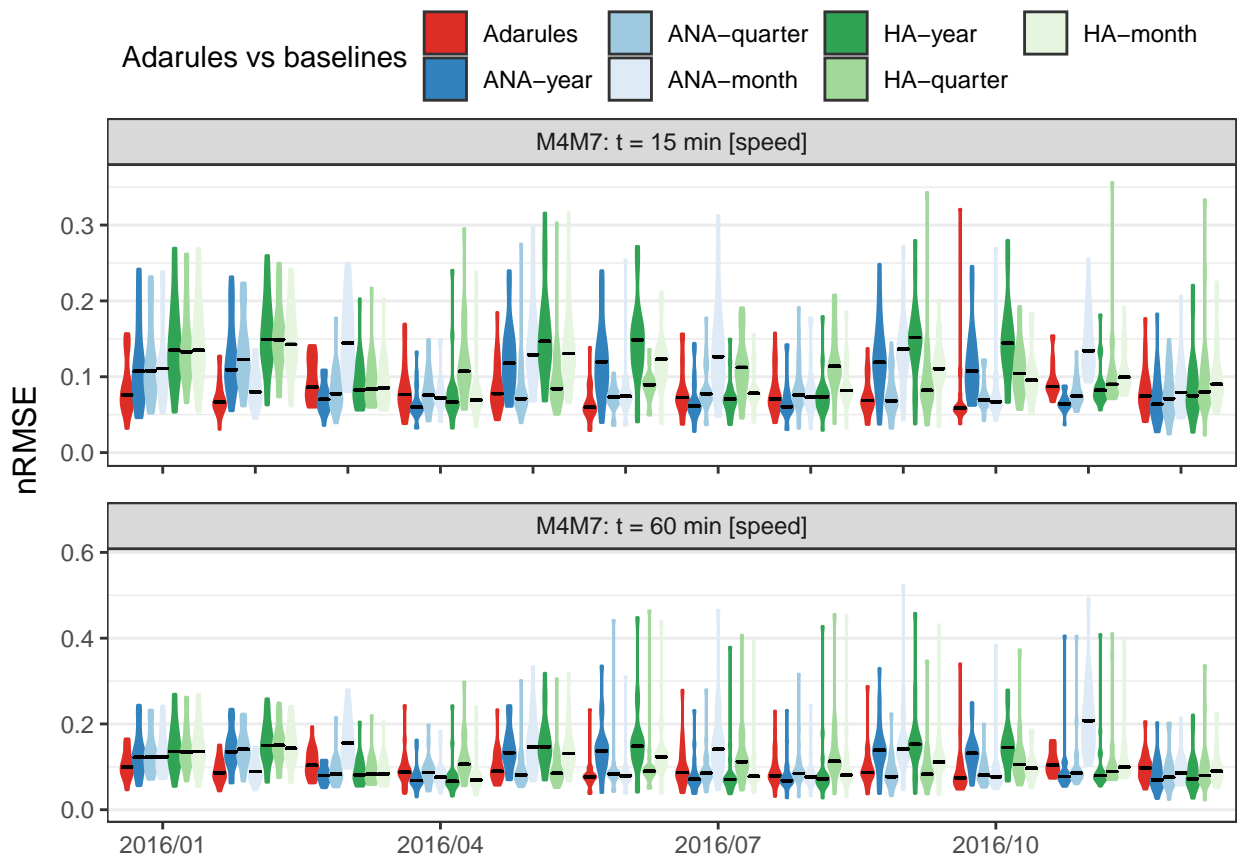 Adarules vs baselines
Adarules ANA−quarter HA−year HA−month
ANA−year ANA−month HA−quarter
nRMSE
M4M7: t = 15 min [speed]
0.3
0.2
0.1
0.0
M4M7: t = 60 min [speed]
0.6
0.4
0.2
0.0
2016/01 2016/04 2016/07 2016/10